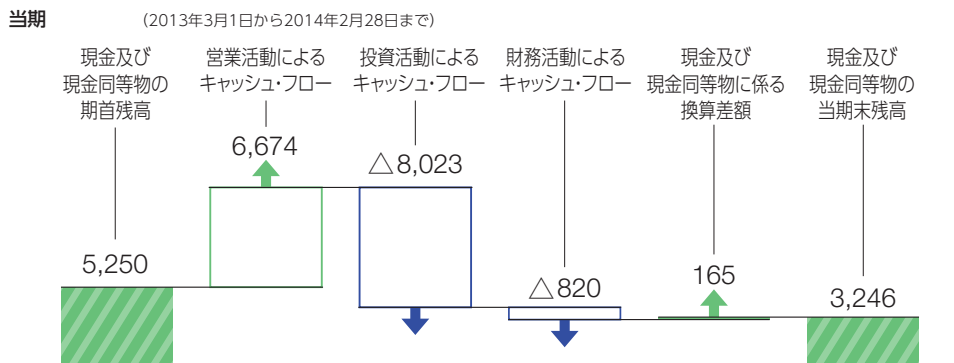 当期 (2013年3月1日から2014年2月28日まで)
現金及び
現金同等物の
期首残高
5,250
営業活動による
キャッシュ・フロー
6,674
投資活動による
キャッシュ・フロー
△8,023
財務活動による
キャッシュ・フロー
△820
現金及び
現金同等物に係る
換算差額
165
現金及び
現金同等物の
当期末残高
3,246